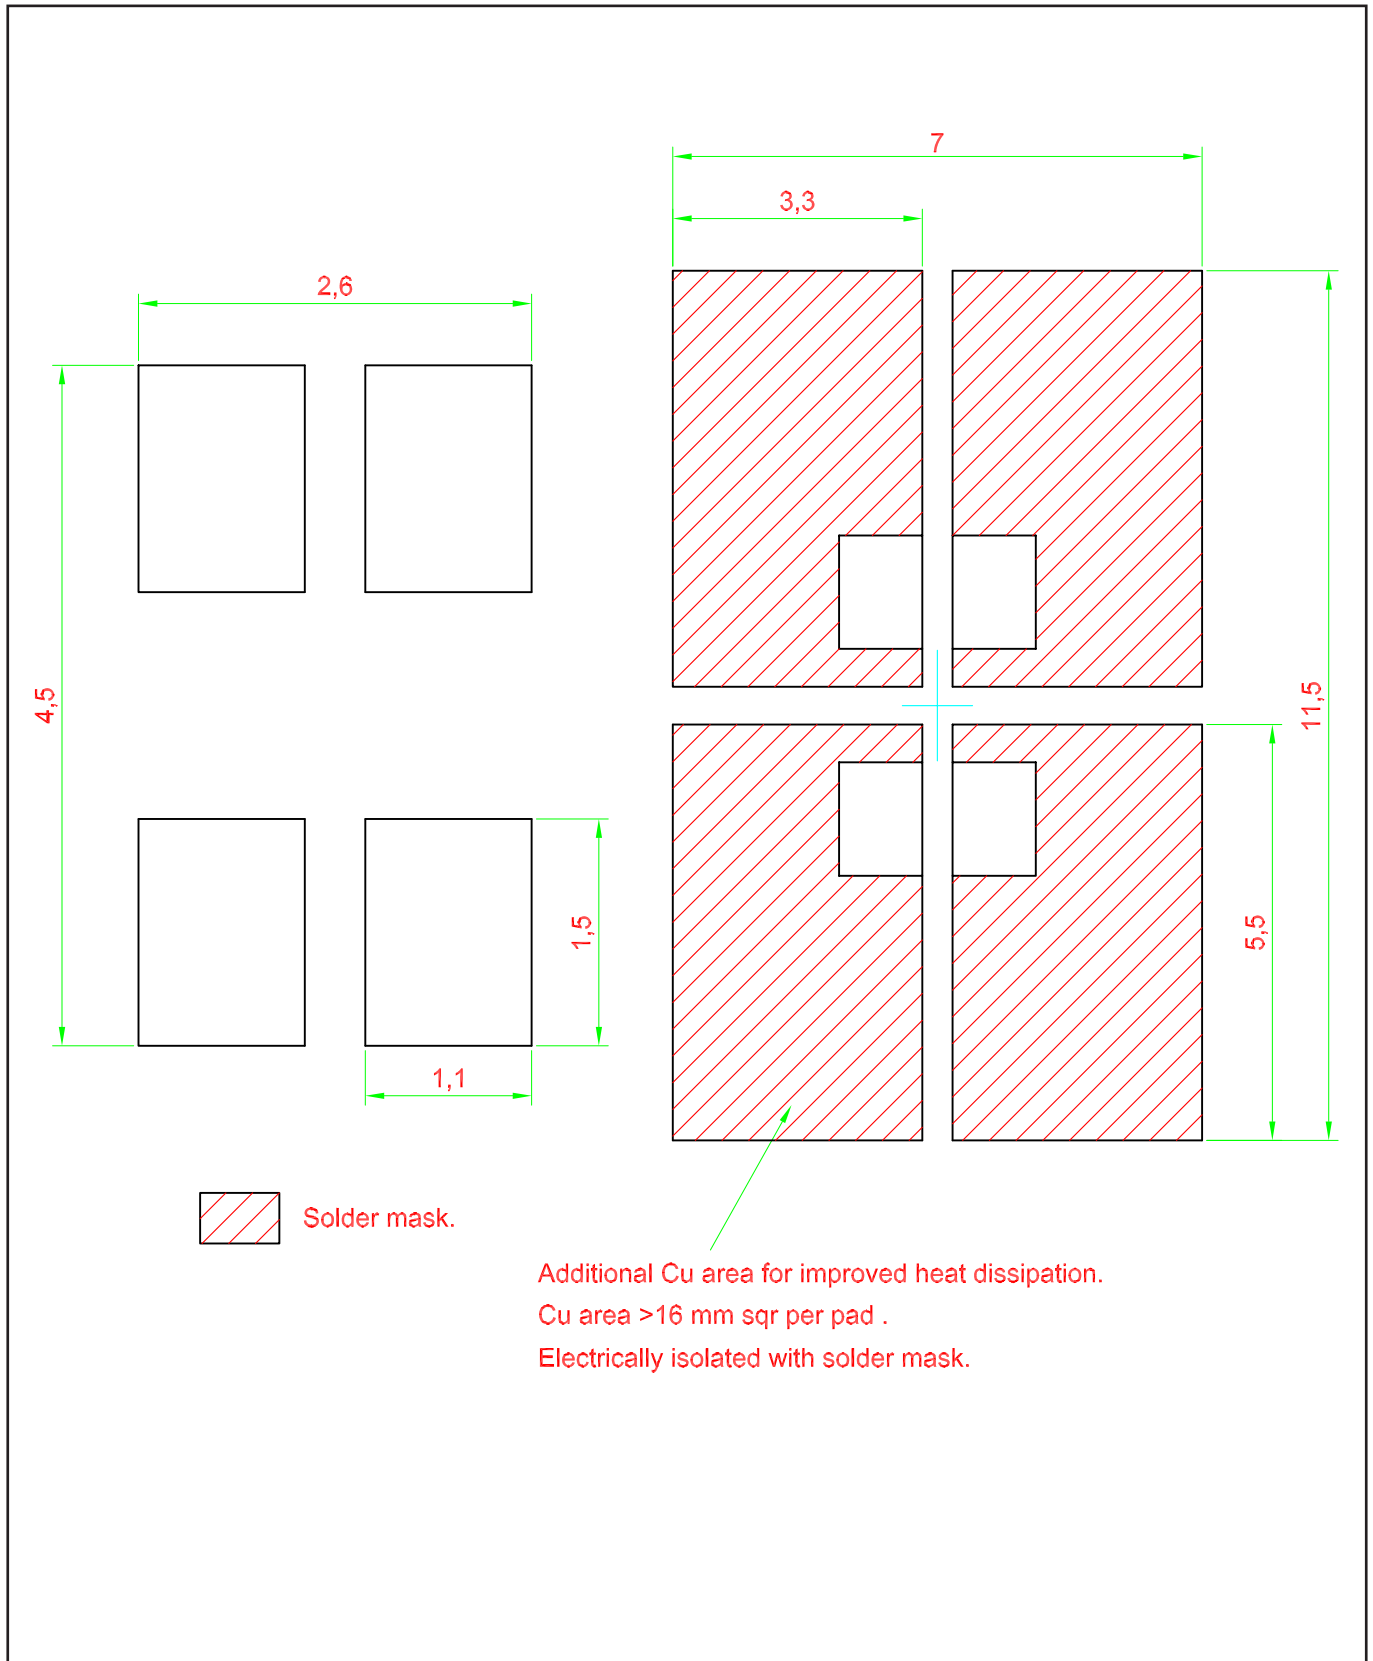 7
3,3
2,6
4,5
11,5
5,5
1,5
1,1
Solder mask.
Additional Cu area for improved heat dissipation.
Cu area >16 mm sqr per pad .
Electrically isolated with solder mask.